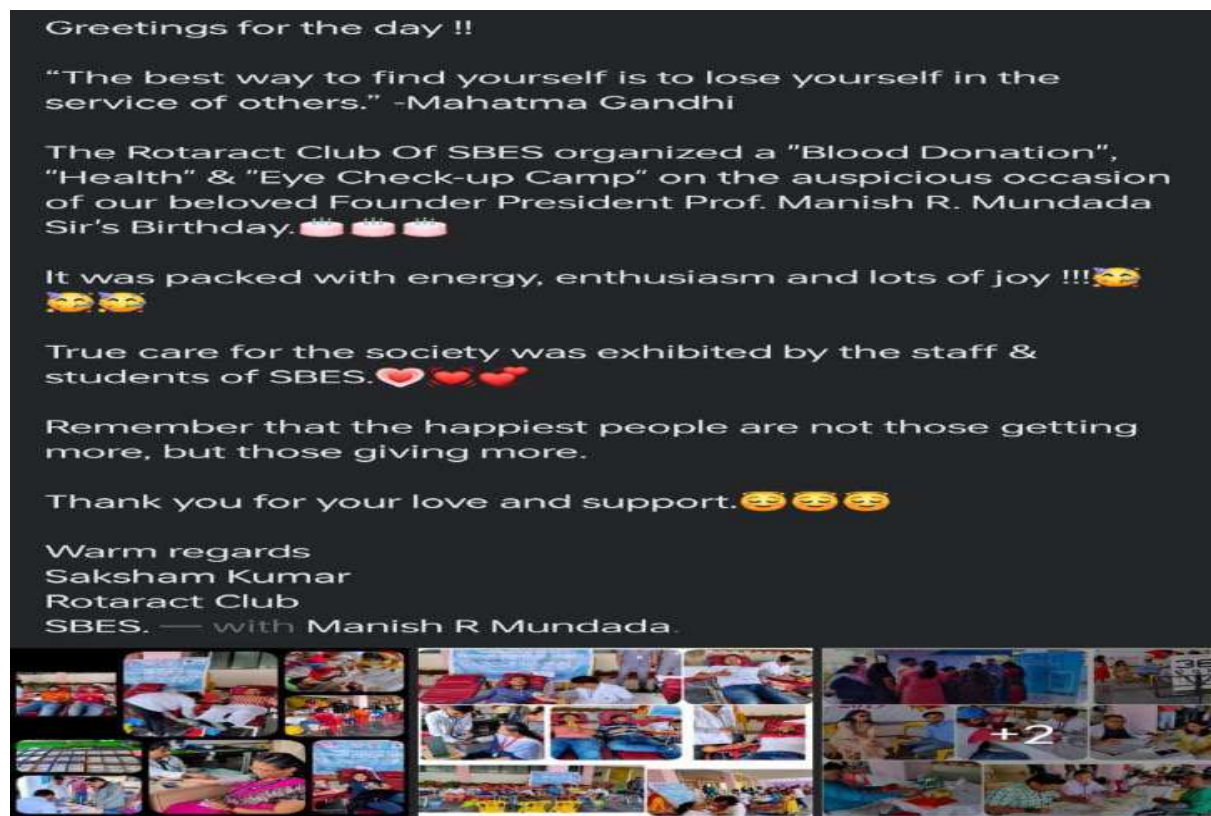 Greetings for the day !!
“The best way to find yourself is to lose yourself in the
service of others.” -Mahatma Gandhi
The Rotaract Club Of SBES organized a "Blood Donation",
"Health" & "Eye Check-up Camp" on the auspicious occasion
of our beloved Founder President Prof. Manish R. Mundada
Sir's Birthday.🎂🎂🎂
It was packed with energy, enthusiasm and lots of joy !!!🥳
🥳🥳
True care for the society was exhibited by the staff &
students of SBES.💗💓💕
Remember that the happiest people are not those getting
more, but those giving more.
Thank you for your love and support.😇😇😇
Warm regards
Saksham Kumar
Rotaract Club
SBES. — with Manish R Mundada.
+2